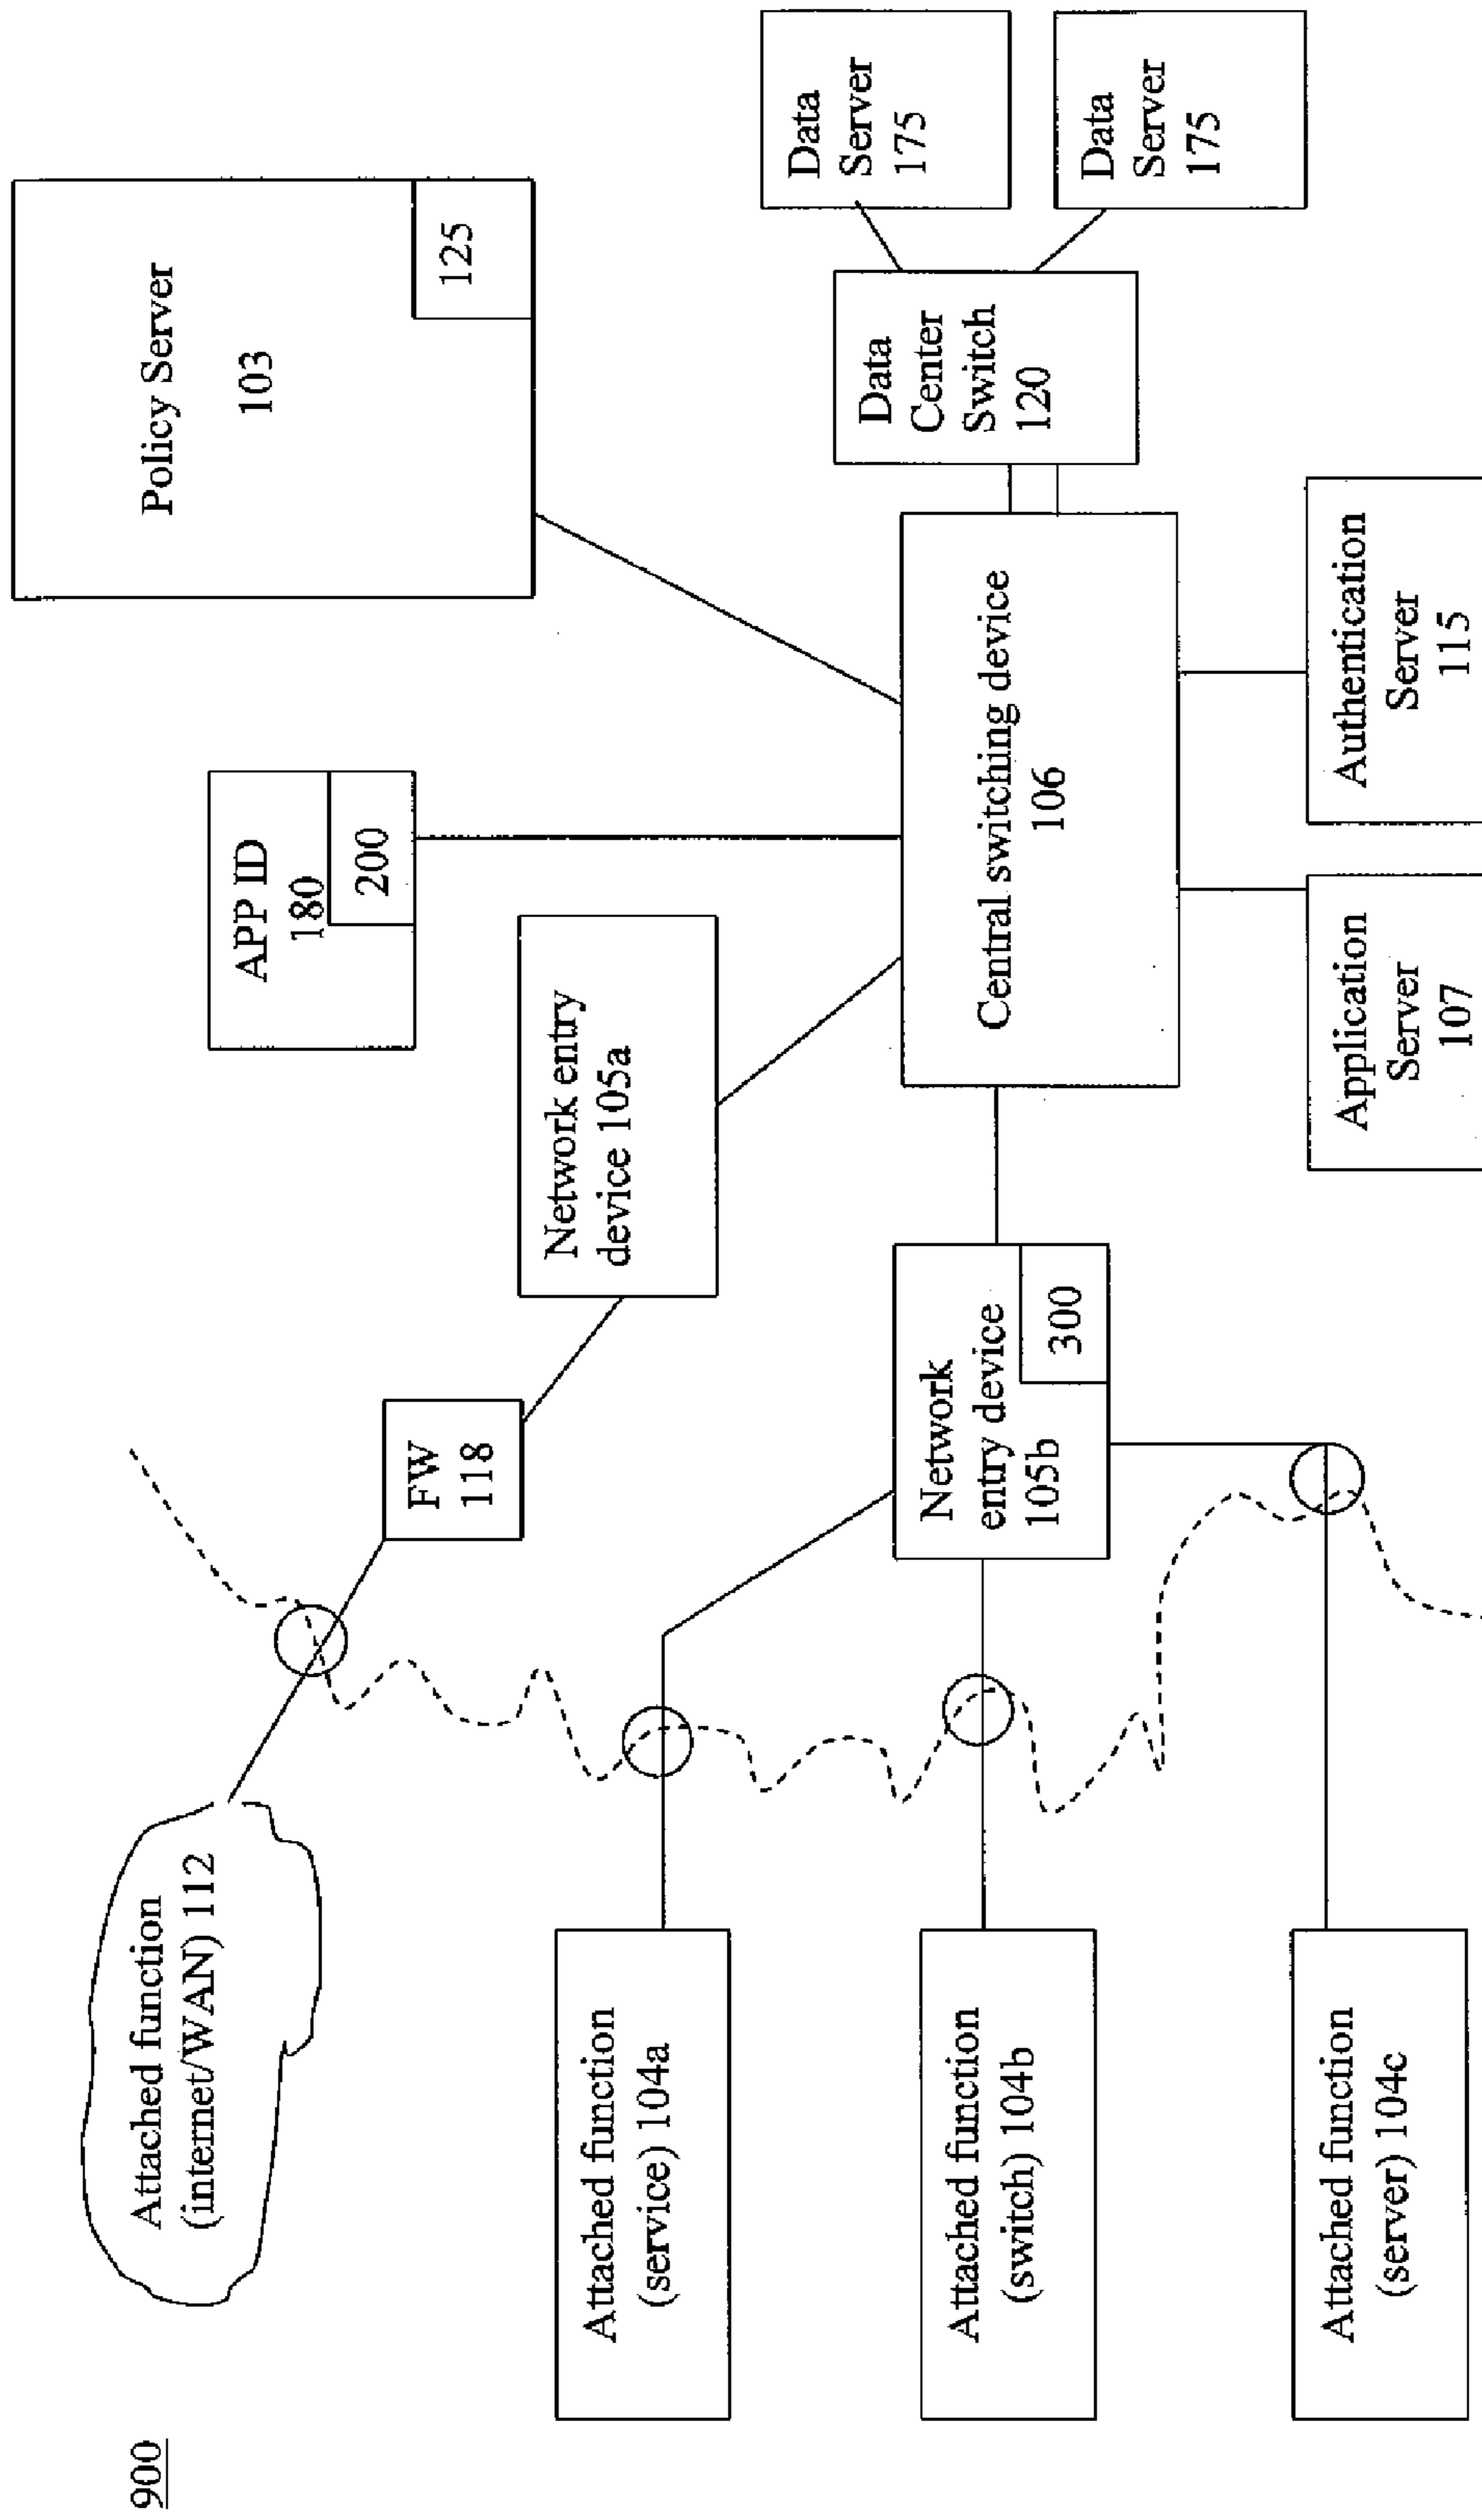 900
Attached function
(internet/WAN) 112
Attached function
(service) 104a
Attached function
(switch) 104b
Attached function
(server) 104c
FW
118
Network entry
device 105a
Network
entry device
105b
300
APP ID
180
200
Policy Server
103
125
Central switching device
106
Data
Center
Switch
120
Data
Server
175
Data
Server
175
Application
Server
107
Authentication
Server
115